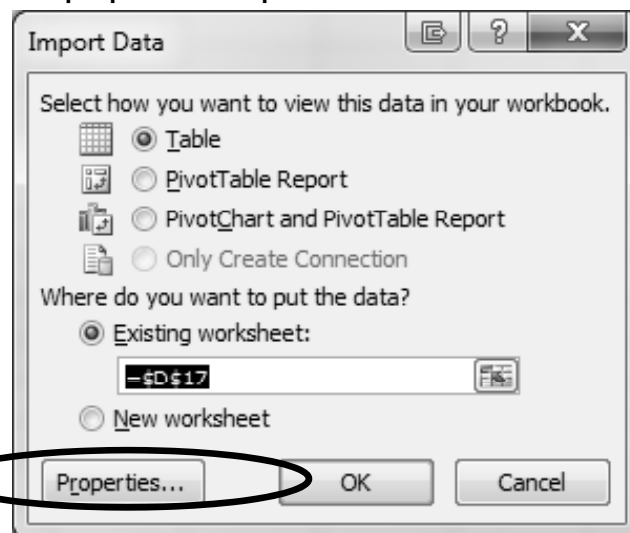 Import Data
Select how you want to view this data in your workbook.
Table
PivotTable Report
PivotChart and PivotTable Report
Only Create Connection
Where do you want to put the data?
Existing worksheet:
=$D$17
New worksheet
Properties... OK Cancel